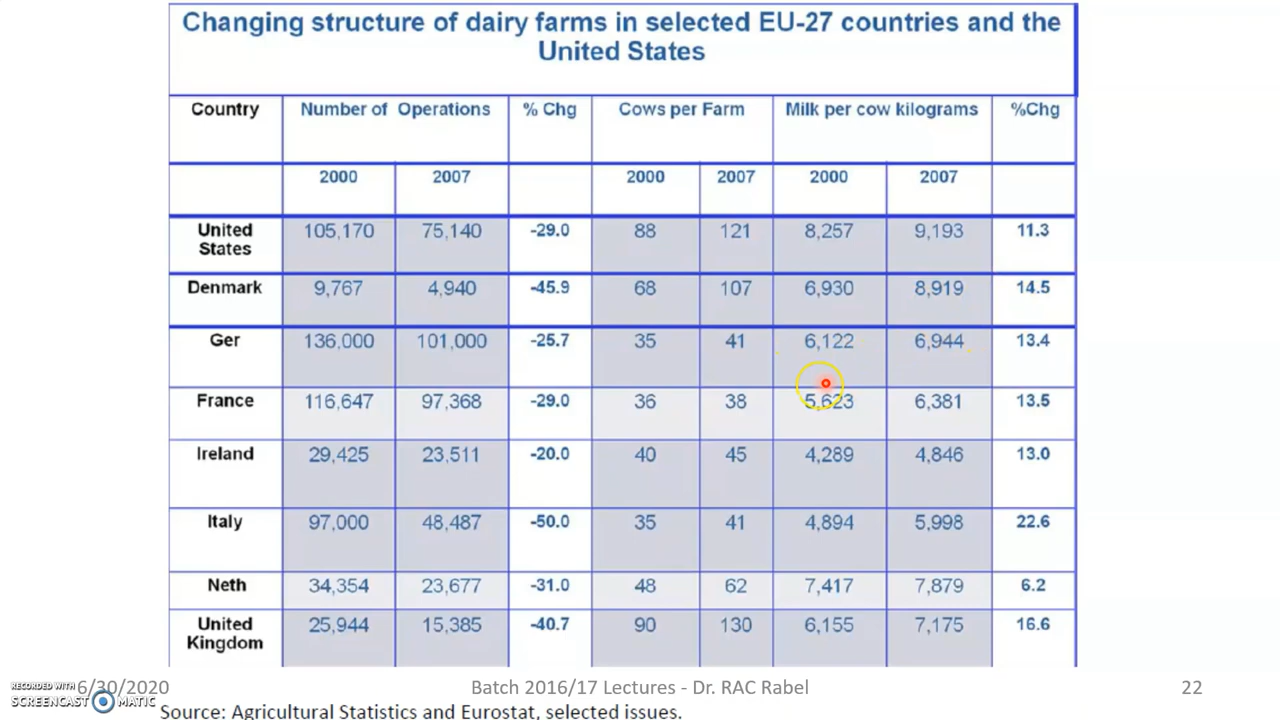 Changing structure of dairy farms in selected EU-27 countries and the
United States
Country Number of Operations % Chg Cows per Farm Milk per cow kilograms %Chg
2000 2007 2000 2007 2000 2007
United States 105,170 75,140 -29.0 88 121 8,257 9,193 11.3
Denmark 9,767 4,940 -45.9 68 107 6,930 8,919 14.5
Ger 136,000 101,000 -25.7 35 41 6,122 6,944 13.4
France 116,647 97,368 -29.0 36 38 5,623 6,381 13.5
Ireland 29,425 23,511 -20.0 40 45 4,289 4,846 13.0
Italy 97,000 48,487 -50.0 35 41 4,894 5,998 22.6
Neth 34,354 23,677 -31.0 48 62 7,417 7,879 6.2
United Kingdom 25,944 15,385 -40.7 90 130 6,155 7,175 16.6
6/30/2020 Batch 2016/17 Lectures - Dr. RAC Rabel 22
RECORDED WITH
SCREENCAST MATIC
Source: Agricultural Statistics and Eurostat, selected issues.